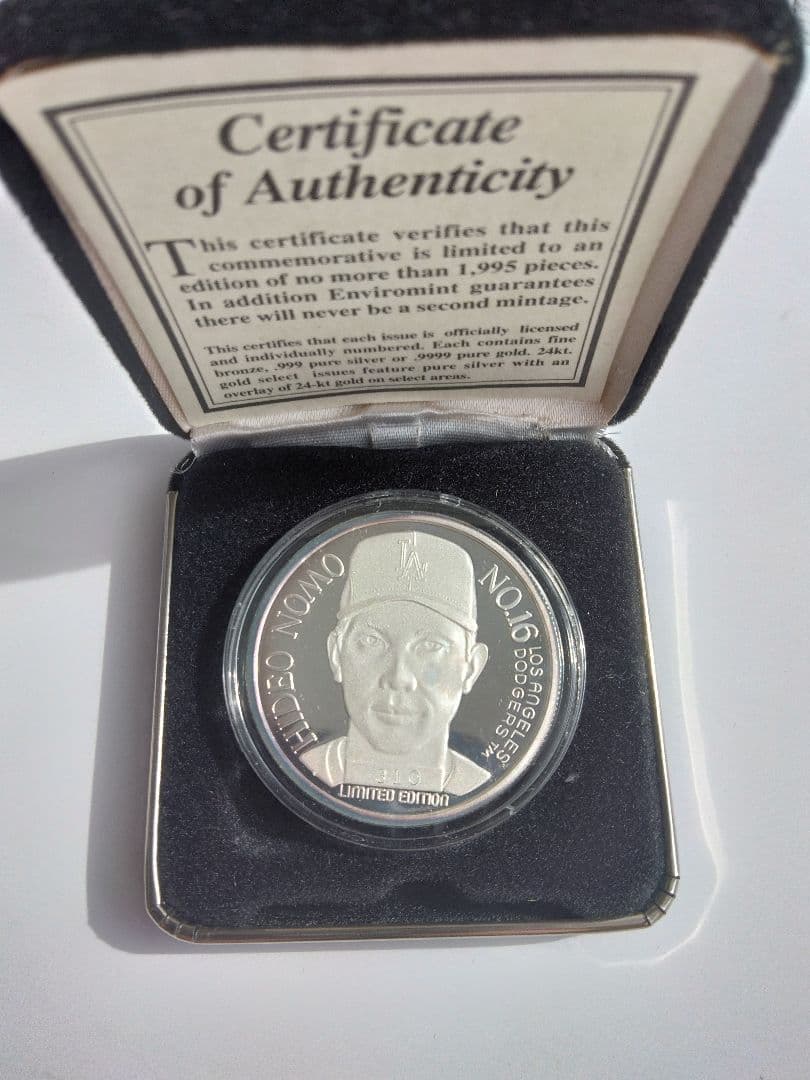 Certificate
of Authenticity
This certificate verifies that this
commemorative is limited to an
edition of no more than 1,995 pieces.
In addition Enviromint guarantees
there will never be a second mintage.
This certifies that each issue is officially licensed
and individually numbered. Each contains fine
bronze, .999 pure silver or .9999 pure gold. 24kt.
gold select issues feature pure silver with an
overlay of 24-kt gold on select areas.
HIDEO NOMO
LA
NO.16
LOS ANGELES
DODGERS™
LIMITED EDITION